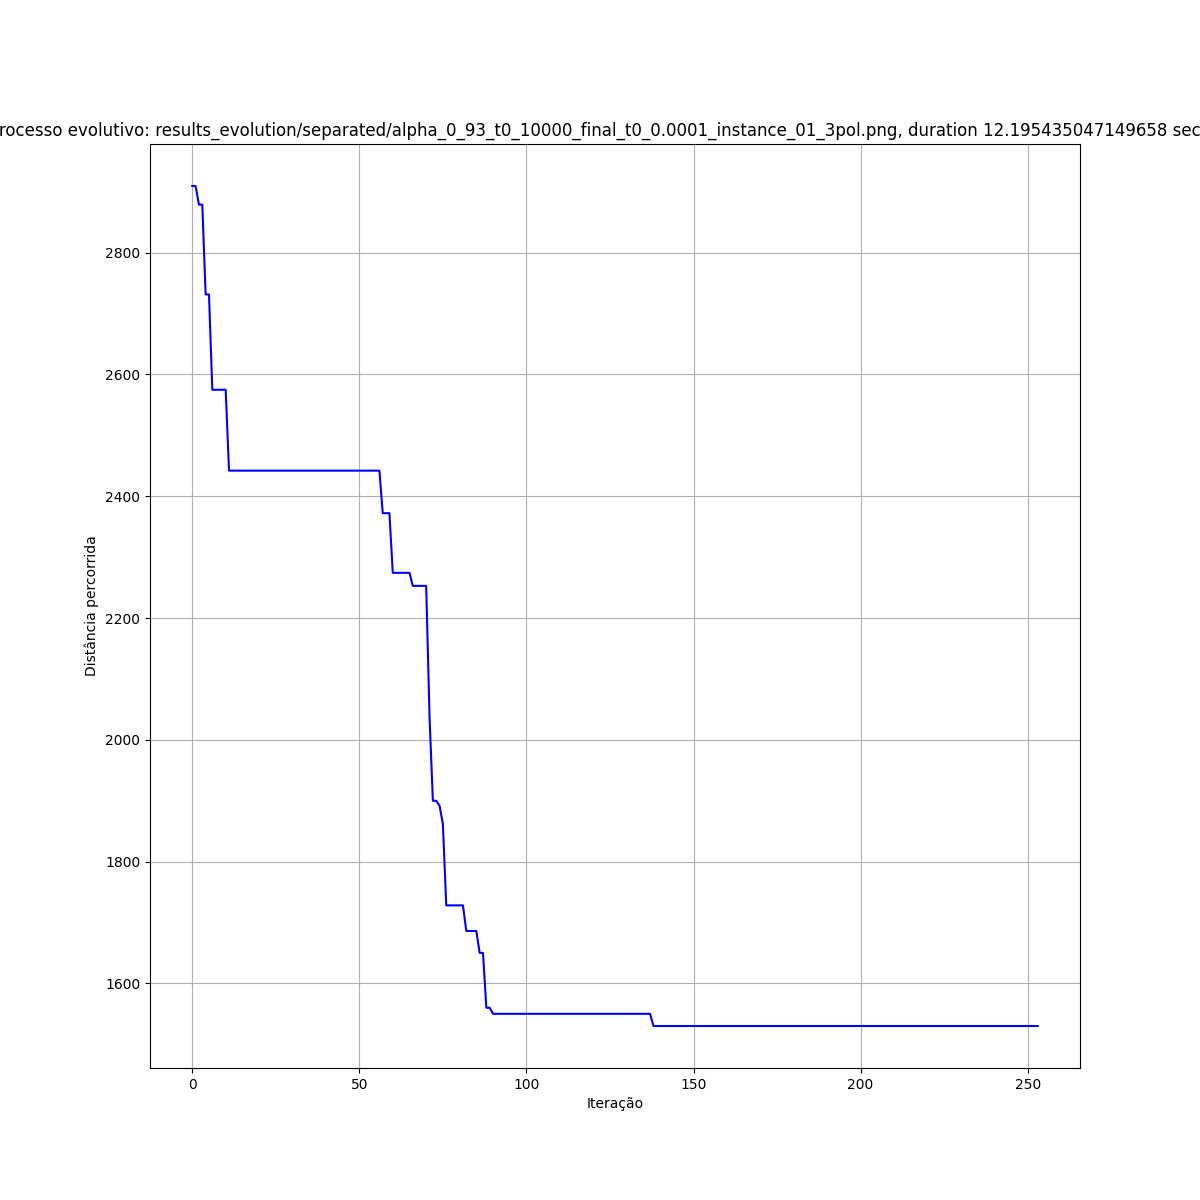 rocesso evolutivo: results_evolution/separated/alpha_0_93_t0_10000_final_t0_0.0001_instance_01_3pol.png, duration 12.195435047149658 sec
2800
2600
2400
2200
2000
1800
1600
Distância percorrida
0 50 100 150 200 250
Iteração